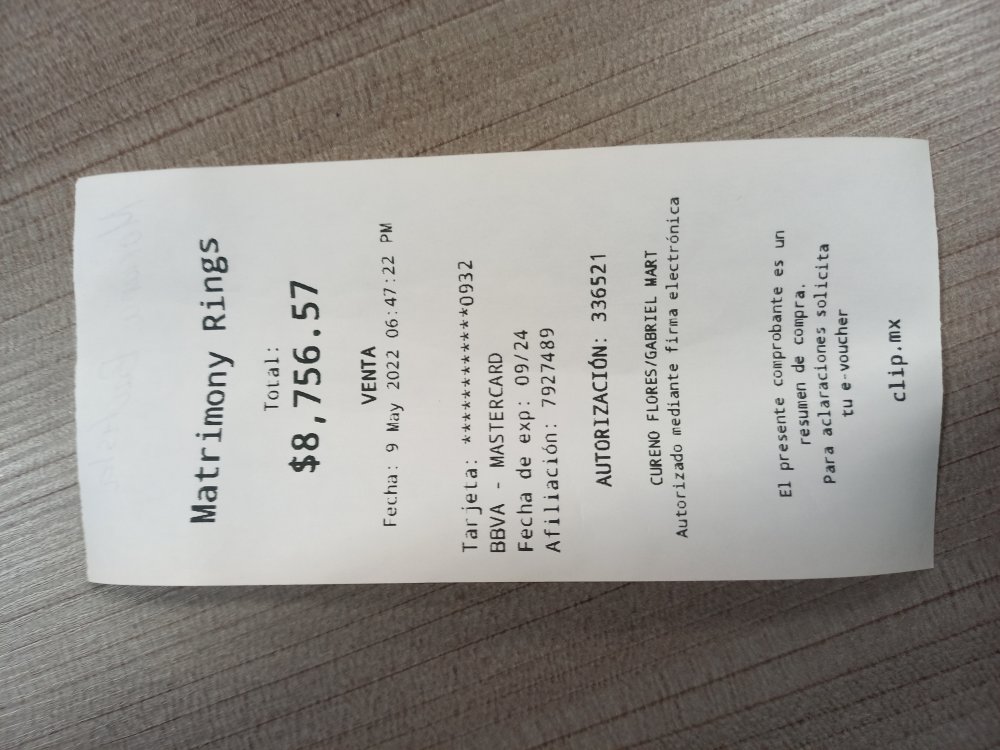 Matrimony Rings
Total:
$8,756.57
VENTA
Fecha: 9 May 2022 06:47:22 PM
Tarjeta: ************0932
BBVA - MASTERCARD
Fecha de exp: 09/24
Afiliación: 7927489
AUTORIZACIÓN: 336521
CURENO FLORES/GABRIEL MART
Autorizado mediante firma electrónica
El presente comprobante es un
resumen de compra.
Para aclaraciones solicita
tu e-voucher
clip.mx